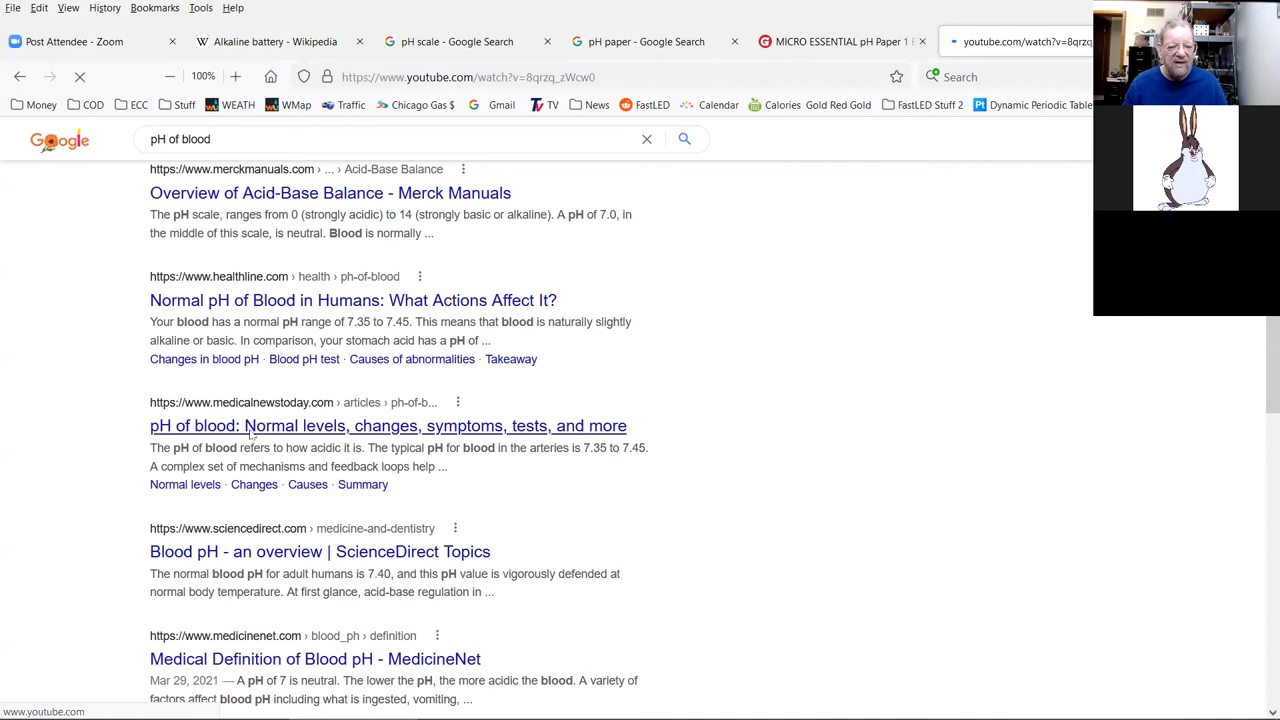 File Edit View History Bookmarks Tools Help
Post Attendee - Zoom Alkaline battery - Wikipedia pH scale - Google Search pH paper - Google Search MICRO ESSENTIAL pH youtube.com/watch?v=8qrzq
100% https://www.youtube.com/watch?v=8qrzq_zWcw0 Search
Money COD ECC Stuff WEATH WMap Traffic Chicago Gas $ Gmail TV News FastLED Calendar Calories Gold and Gold FastLED Stuff 2 Dynamic Periodic Table
Google pH of blood
https://www.merckmanuals.com › ... › Acid-Base Balance
Overview of Acid-Base Balance - Merck Manuals
The pH scale, ranges from 0 (strongly acidic) to 14 (strongly basic or alkaline). A pH of 7.0, in
the middle of this scale, is neutral. Blood is normally ...
https://www.healthline.com › health › ph-of-blood
Normal pH of Blood in Humans: What Actions Affect It?
Your blood has a normal pH range of 7.35 to 7.45. This means that blood is naturally slightly
alkaline or basic. In comparison, your stomach acid has a pH of ...
Changes in blood pH · Blood pH test · Causes of abnormalities · Takeaway
https://www.medicalnewstoday.com › articles › ph-of-b...
pH of blood: Normal levels, changes, symptoms, tests, and more
The pH of blood refers to how acidic it is. The typical pH for blood in the arteries is 7.35 to 7.45.
A complex set of mechanisms and feedback loops help ...
Normal levels · Changes · Causes · Summary
https://www.sciencedirect.com › medicine-and-dentistry
Blood pH - an overview | ScienceDirect Topics
The normal blood pH for adult humans is 7.40, and this pH value is vigorously defended at
normal body temperature. At first glance, acid-base regulation in ...
https://www.medicinenet.com › blood_ph › definition
Medical Definition of Blood pH - MedicineNet
Mar 29, 2021 — A pH of 7 is neutral. The lower the pH, the more acidic the blood. A variety of
factors affect blood pH including what is ingested, vomiting, ...
www.youtube.com